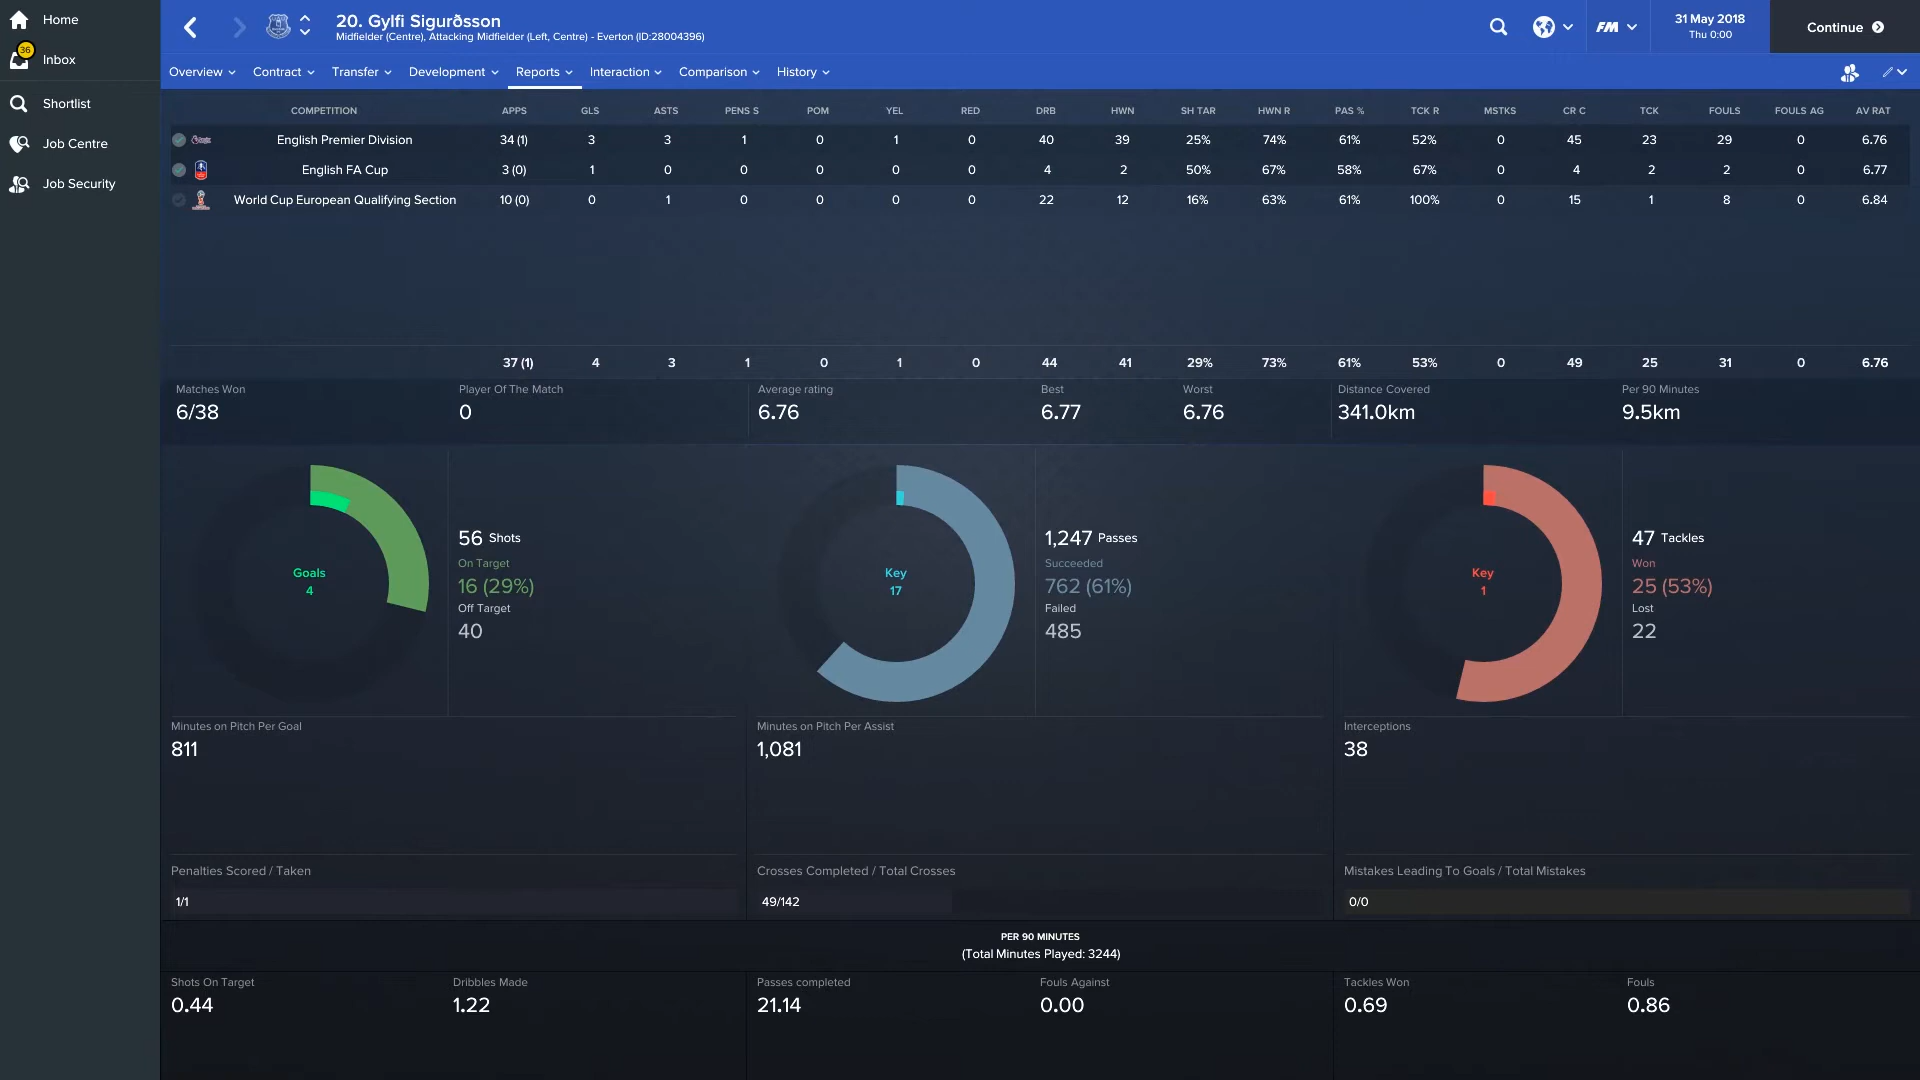 Home
36
Inbox
Shortlist
Job Centre
Job Security
20. Gylfi Sigurðsson
Midfielder (Centre), Attacking Midfielder (Left, Centre) - Everton (ID:28004396)
FM
31 May 2018
Thu 0:00
Continue
Overview Contract Transfer Development Reports Interaction Comparison History
COMPETITION APPS GLS ASTS PENS S POM YEL RED DRB HWN SH TAR HWN R PAS % TCK R MSTKS CR C TCK FOULS FOULS AG AV RAT
English Premier Division 34 (1) 3 3 1 0 1 0 40 39 25% 74% 61% 52% 0 45 23 29 0 6.76
English FA Cup 3 (0) 1 0 0 0 0 0 4 2 50% 67% 58% 67% 0 4 2 2 0 6.77
World Cup European Qualifying Section 10 (0) 0 1 0 0 0 0 22 12 16% 63% 61% 100% 0 15 1 8 0 6.84
37 (1) 4 3 1 0 1 0 44 41 29% 73% 61% 53% 0 49 25 31 0 6.76
Matches Won Player Of The Match Average rating Best Worst Distance Covered Per 90 Minutes
6/38 0 6.76 6.77 6.76 341.0km 9.5km
Goals
4
56 Shots
On Target
16 (29%)
Off Target
40
Key
17
1,247 Passes
Succeeded
762 (61%)
Failed
485
Key
1
47 Tackles
Won
25 (53%)
Lost
22
Minutes on Pitch Per Goal
811
Minutes on Pitch Per Assist
1,081
Interceptions
38
Penalties Scored / Taken
1/1
Crosses Completed / Total Crosses
49/142
Mistakes Leading To Goals / Total Mistakes
0/0
PER 90 MINUTES
(Total Minutes Played: 3244)
Shots On Target Dribbles Made Passes completed Fouls Against Tackles Won Fouls
0.44 1.22 21.14 0.00 0.69 0.86